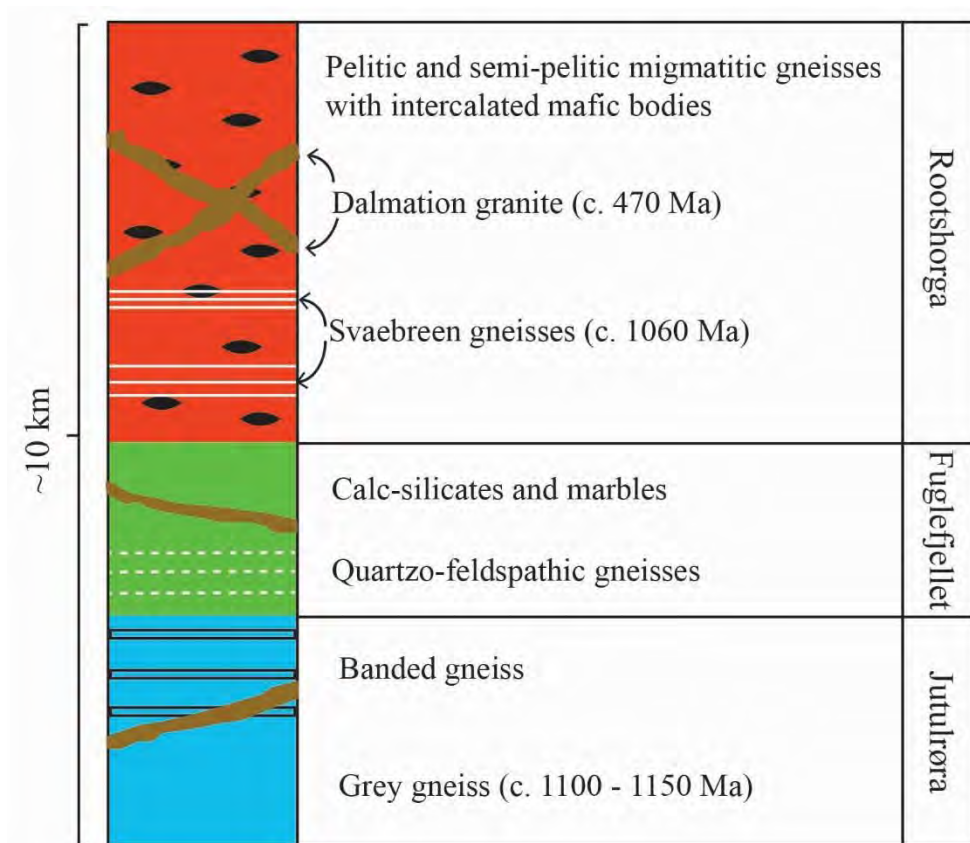 Pelitic and semi-pelitic migmatitic gneisses
with intercalated mafic bodies
Dalmation granite (c. 470 Ma)
Svaebreen gneisses (c. 1060 Ma)
Rootshorga
~10 km
Calc-silicates and marbles
Quartzo-feldspathic gneisses
Fuglefjellet
Banded gneiss
Grey gneiss (c. 1100 - 1150 Ma)
Jutulrøra